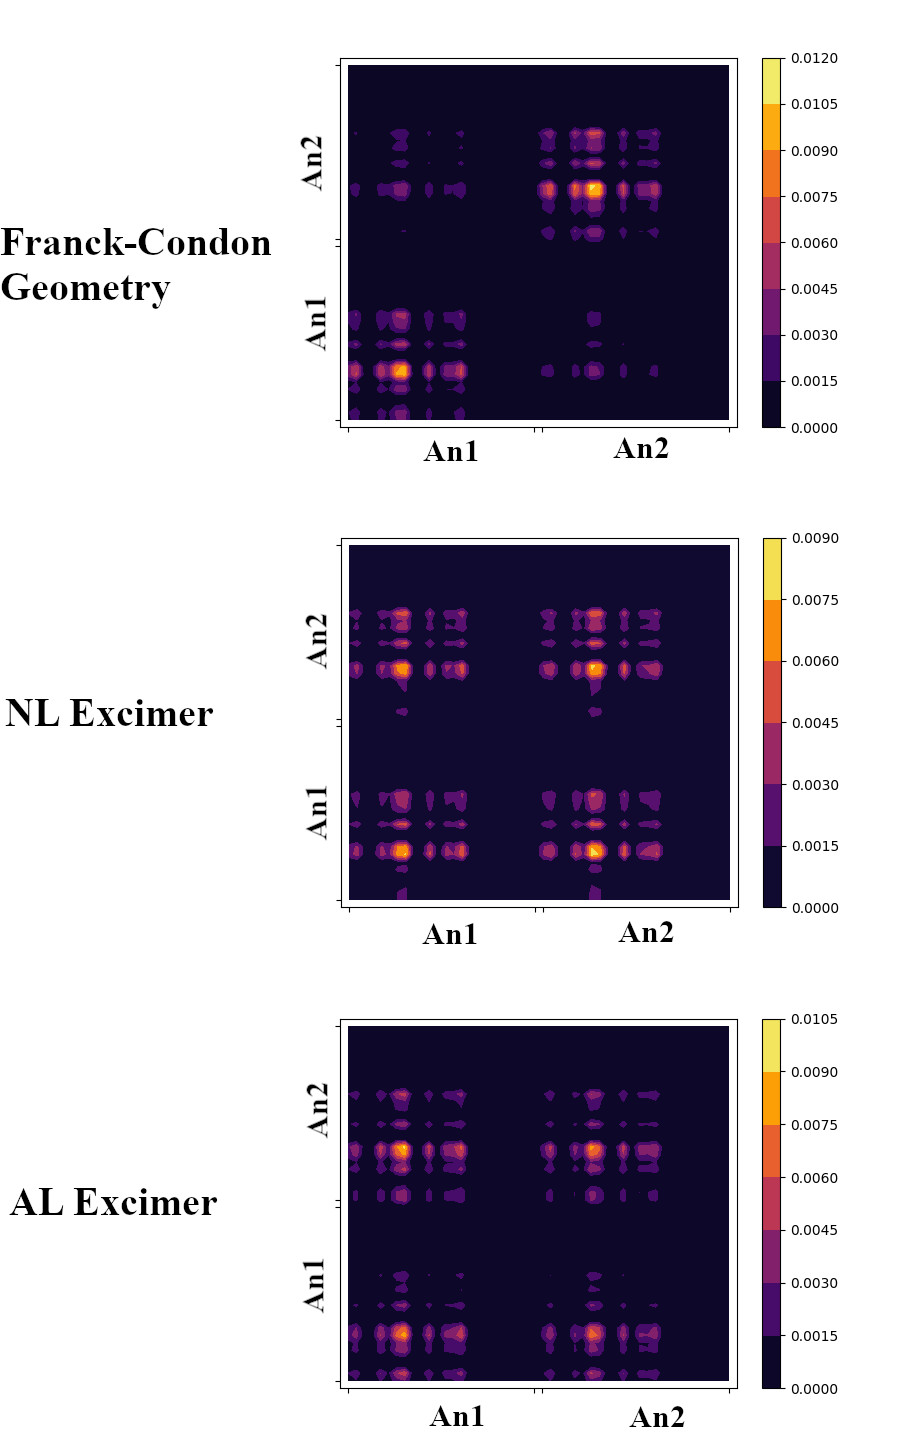 0.0120
0.0105
An2
0.0090
0.0075
Franck-Condon
Geometry
0.0060
An1
0.0045
0.0030
0.0015
0.0000
An1 An2
0.0090
0.0075
An2
0.0060
NL Excimer
0.0045
An1
0.0030
0.0015
0.0000
An1 An2
0.0105
0.0090
An2
0.0075
0.0060
AL Excimer
0.0045
An1
0.0030
0.0015
0.0000
An1 An2